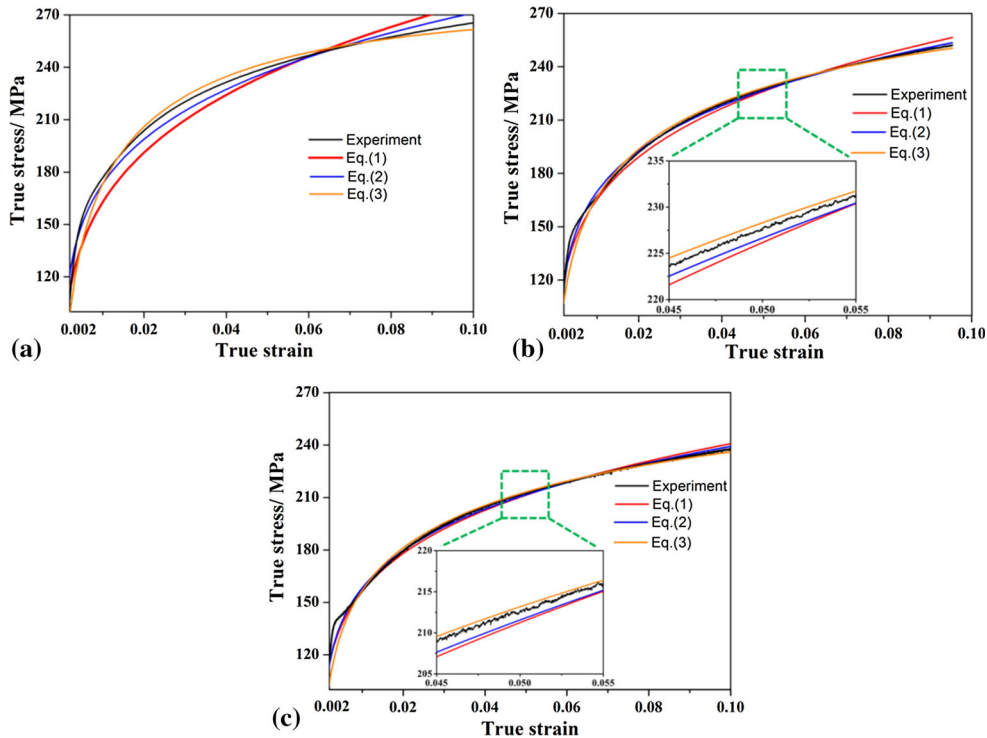 270
240
210
180
150
120
True stress/ MPa
Experiment
Eq.(1)
Eq.(2)
Eq.(3)
0.002
0.02
0.04
0.06
0.08
0.10
True strain
(a)
270
240
210
180
150
120
True stress/ MPa
Experiment
Eq.(1)
Eq.(2)
Eq.(3)
235
230
225
220
0.045
0.050
0.055
0.002
0.02
0.04
0.06
0.08
0.10
True strain
(b)
270
240
210
180
150
120
True stress/ MPa
Experiment
Eq.(1)
Eq.(2)
Eq.(3)
220
215
210
205
0.045
0.050
0.055
0.002
0.02
0.04
0.06
0.08
0.10
True strain
(c)